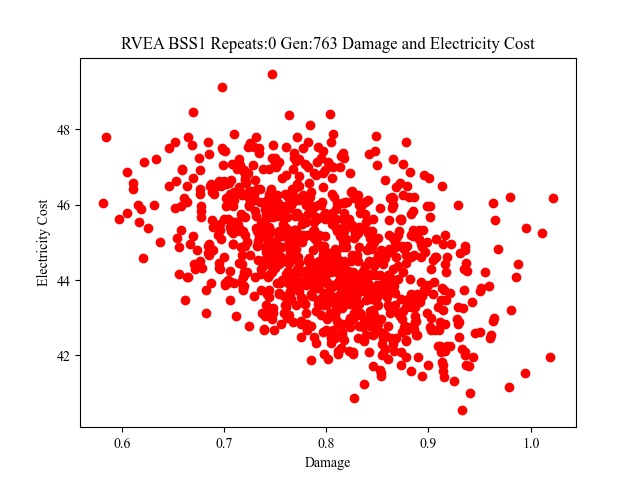 RVEA BSS1 Repeats:0 Gen:763 Damage and Electricity Cost
48
46
44
42
Electricity Cost
0.6 0.7 0.8 0.9 1.0
Damage